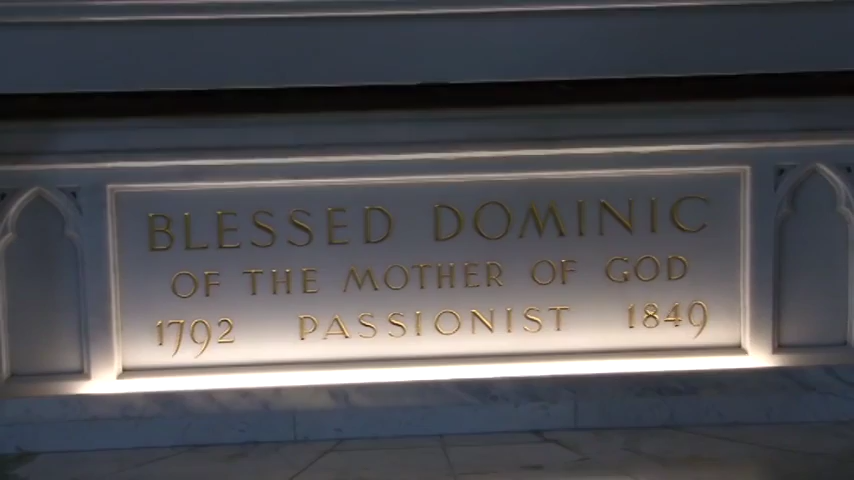 BLESSED DOMINIC
OF THE MOTHER OF GOD
1792 PASSIONIST 1849